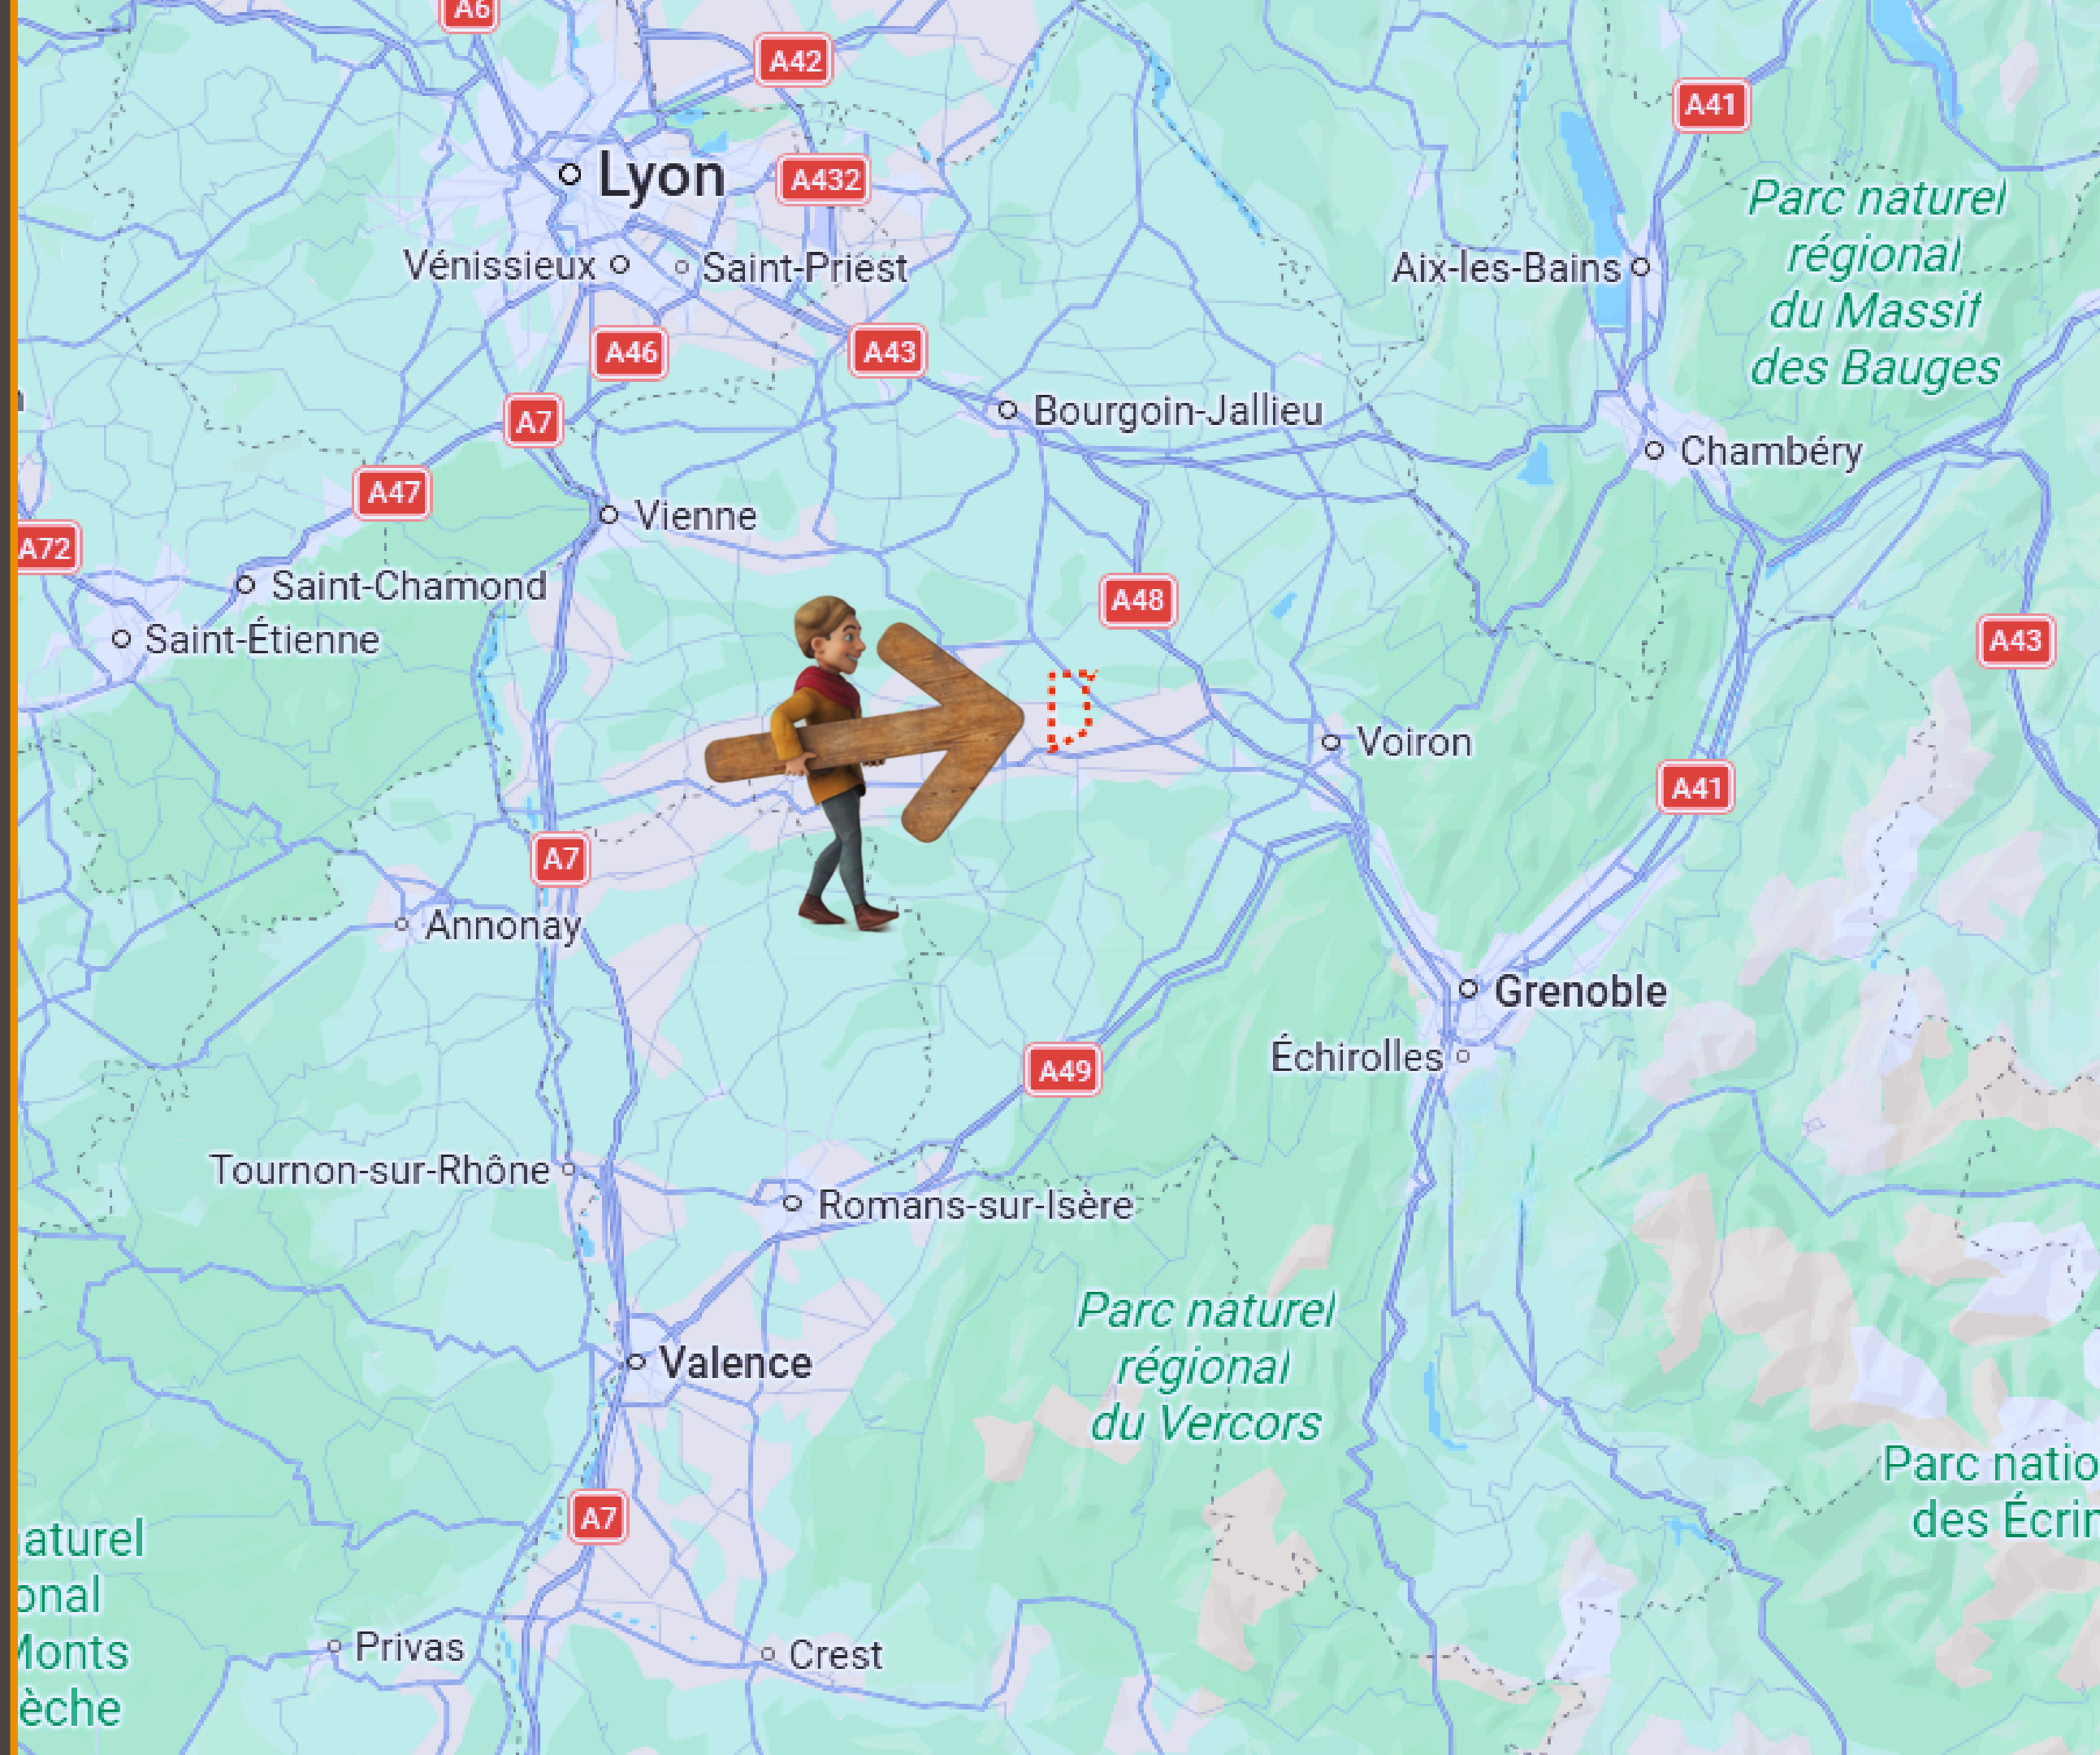 A6
A42
A41
A432
Lyon
Parc naturel
régional
du Massif
des Bauges
Vénissieux
Saint-Priest
Aix-les-Bains
A46
A43
A7
Bourgoin-Jallieu
Chambéry
A47
Vienne
A72
Saint-Chamond
A48
Saint-Étienne
A43
Voiron
A41
A7
Annonay
Grenoble
Échirolles
A49
Tournon-sur-Rhône
Romans-sur-Isère
Parc naturel
régional
du Vercors
Valence
Parc natio
des Écrin
A7
aturel
onal
Monts
èche
Privas
Crest